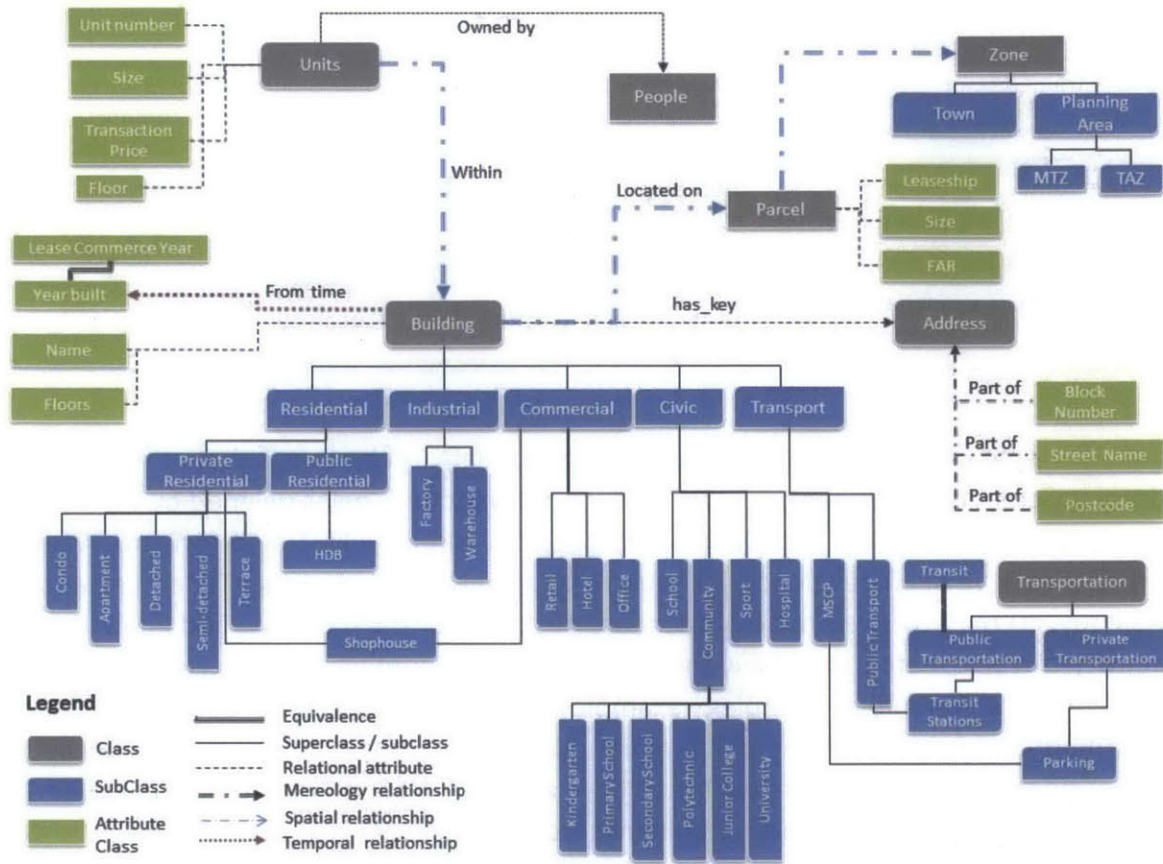 Unit number
Size
Transaction
Price
Floor
Units
Owned by
People
Zone
Town
Planning
Area
MTZ
TAZ
Within
Located on
Parcel
Leaseship
Size
FAR
Lease Commerce Year
Year built
From time
Name
Floors
Building
has_key
Address
Part of
Block
Number
Part of
Street Name
Part of
Postcode
Residential
Industrial
Commercial
Civic
Transport
Private
Residential
Public
Residential
Condo
Apartment
Detached
Semi-detached
Terrace
HDB
Factory
Warehouse
Shophouse
Retail
Hotel
Office
School
Community
Sport
Hospital
MSCP
Public Transport
Kindergarten
Primary School
Secondary School
Polytechnic
Junior College
University
Transit
Transportation
Public
Transportation
Private
Transportation
Transit
Stations
Parking
Legend
Class
SubClass
Attribute
Class
Equivalence
Superclass / subclass
Relational attribute
Mereology relationship
Spatial relationship
Temporal relationship